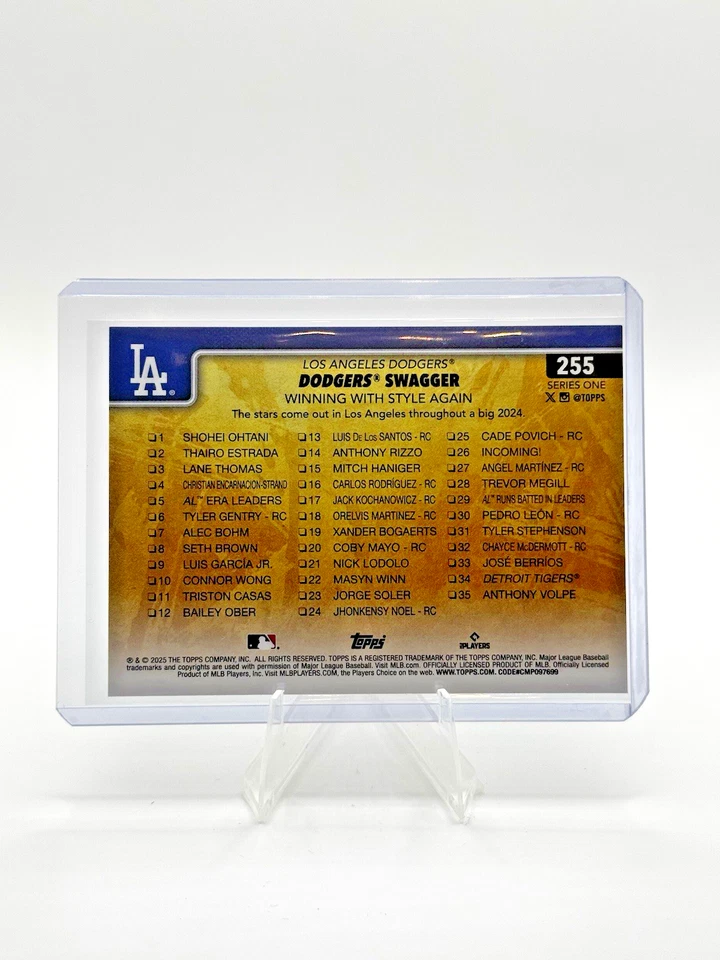 LA®
LOS ANGELES DODGERS®
DODGERS® SWAGGER
WINNING WITH STYLE AGAIN
The stars come out in Los Angeles throughout a big 2024.
255
SERIES ONE
X @TOPPS
❏1 SHOHEI OHTANI
❏2 THAIRO ESTRADA
❏3 LANE THOMAS
❏4 CHRISTIAN ENCARNACION-STRAND
❏5 AL™ ERA LEADERS
❏6 TYLER GENTRY - RC
❏7 ALEC BOHM
❏8 SETH BROWN
❏9 LUIS GARCÍA JR.
❏10 CONNOR WONG
❏11 TRISTON CASAS
❏12 BAILEY OBER
❏13 LUIS DE LOS SANTOS - RC
❏14 ANTHONY RIZZO
❏15 MITCH HANIGER
❏16 CARLOS RODRÍGUEZ - RC
❏17 JACK KOCHANOWICZ - RC
❏18 ORELVIS MARTINEZ - RC
❏19 XANDER BOGAERTS
❏20 COBY MAYO - RC
❏21 NICK LODOLO
❏22 MASYN WINN
❏23 JORGE SOLER
❏24 JHONKENSY NOEL - RC
❏25 CADE POVICH - RC
❏26 INCOMING!
❏27 ANGEL MARTÍNEZ - RC
❏28 TREVOR MEGILL
❏29 AL™ RUNS BATTED IN LEADERS
❏30 PEDRO LEÓN - RC
❏31 TYLER STEPHENSON
❏32 CHAYCE McDERMOTT - RC
❏33 JOSÉ BERRÍOS
❏34 DETROIT TIGERS®
❏35 ANTHONY VOLPE
Topps
PLAYERS
® & © 2025 THE TOPPS COMPANY, INC. ALL RIGHTS RESERVED. TOPPS IS A REGISTERED TRADEMARK OF THE TOPPS COMPANY, INC. Major League Baseball
trademarks and copyrights are used with permission of Major League Baseball. Visit MLB.com. OFFICIALLY LICENSED PRODUCT OF MLB. Officially Licensed
Product of MLB Players, Inc. Visit MLBPLAYERS.COM, the Players Choice on the web. WWW.TOPPS.COM. CODE#CMP097699